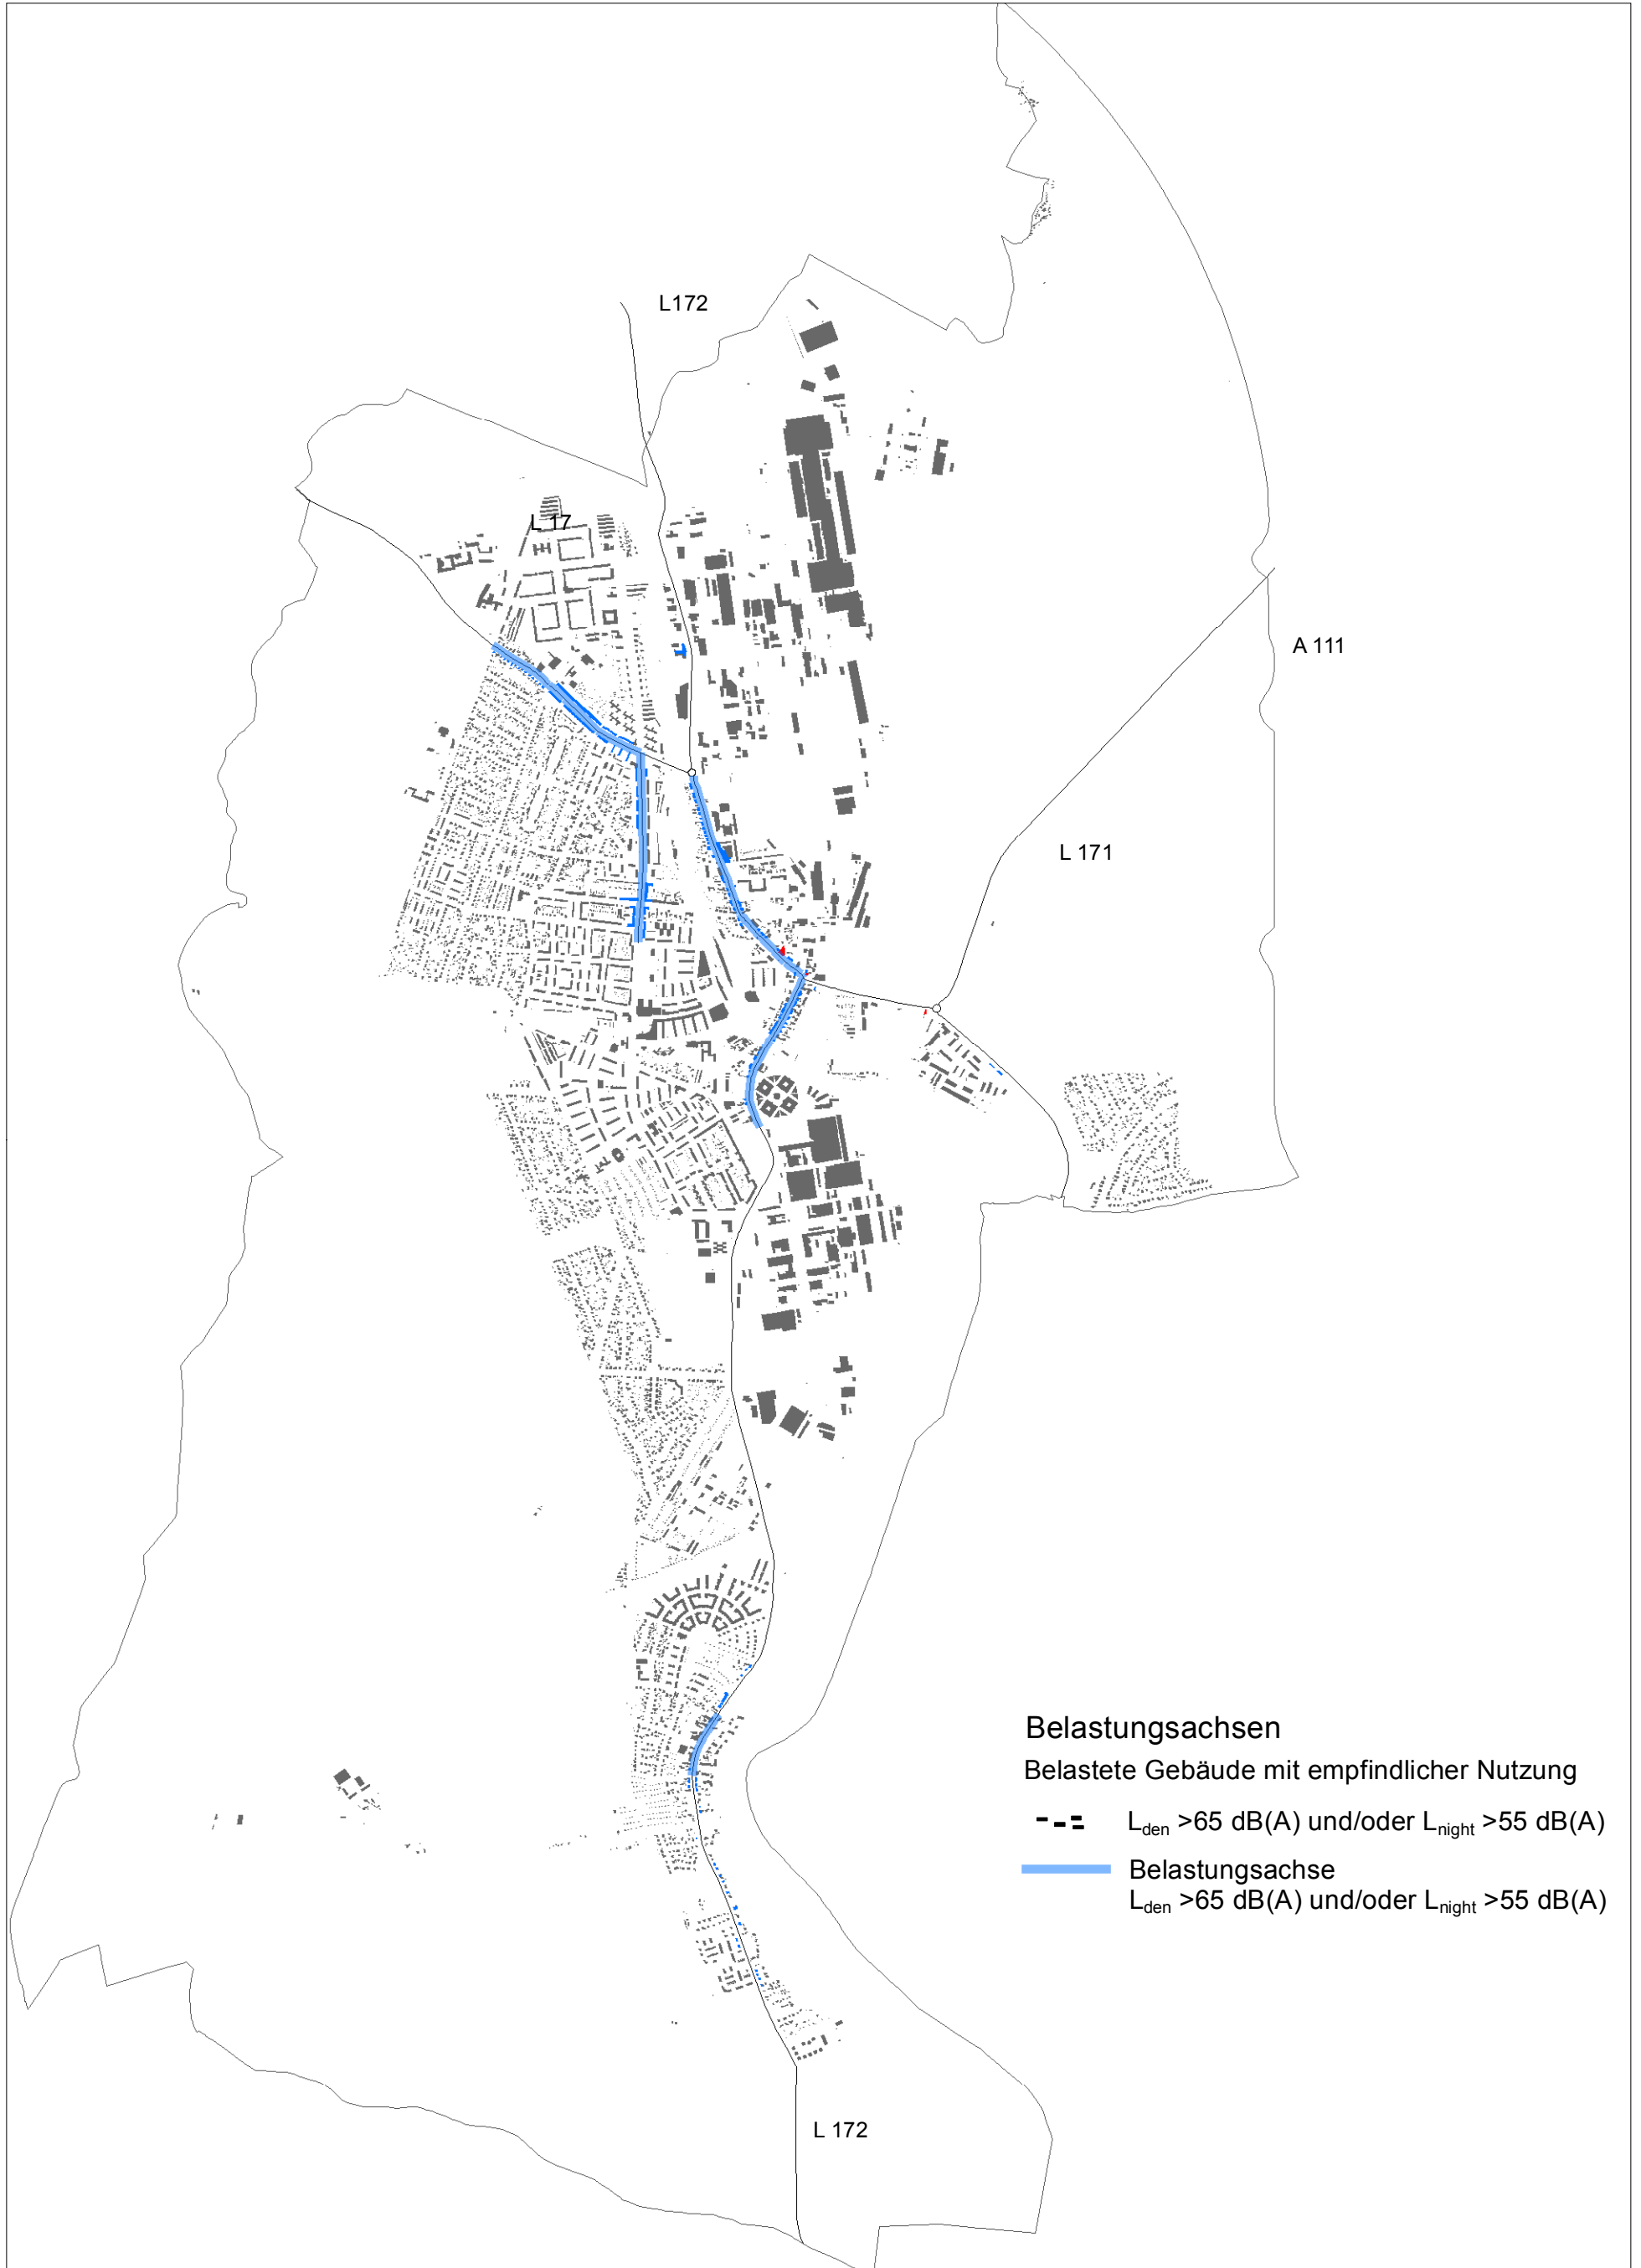 L172
L 17
A 111
L 171
Belastungsachsen
Belastete Gebäude mit empfindlicher Nutzung
Lden >65 dB(A) und/oder Lnight >55 dB(A)
Belastungsachse
Lden >65 dB(A) und/oder Lnight >55 dB(A)
L 172